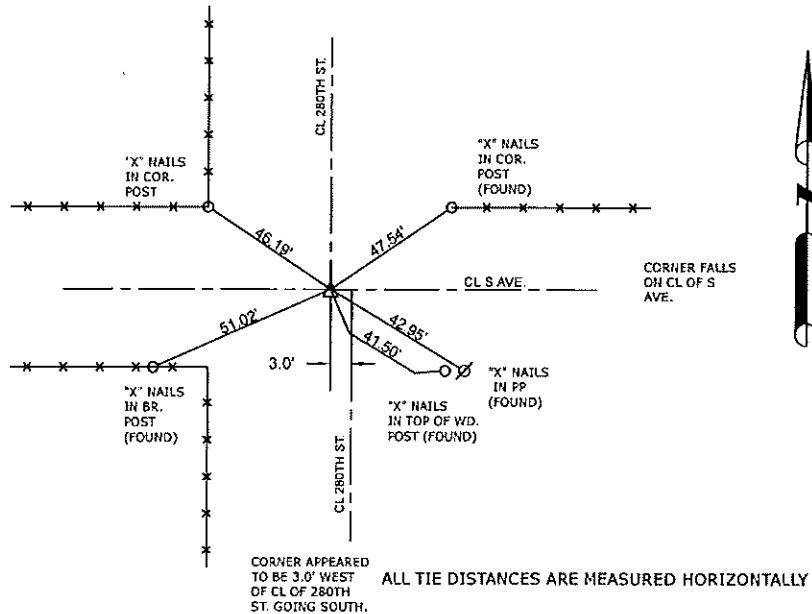 CL 280TH ST.
"X" NAILS
IN COR.
POST
"X" NAILS
IN COR.
POST
(FOUND)
46.19'
47.54'
CL S AVE.
CORNER FALLS
ON CL OF S
AVE.
51.02'
42.95'
41.50'
3.0'
"X" NAILS
IN BR.
POST
(FOUND)
"X" NAILS
IN TOP OF WD.
POST (FOUND)
"X" NAILS
IN PP
(FOUND)
CL 280TH ST.
CORNER APPEARED
TO BE 3.0' WEST
OF CL OF 280TH
ST. GOING SOUTH.
ALL TIE DISTANCES ARE MEASURED HORIZONTALLY